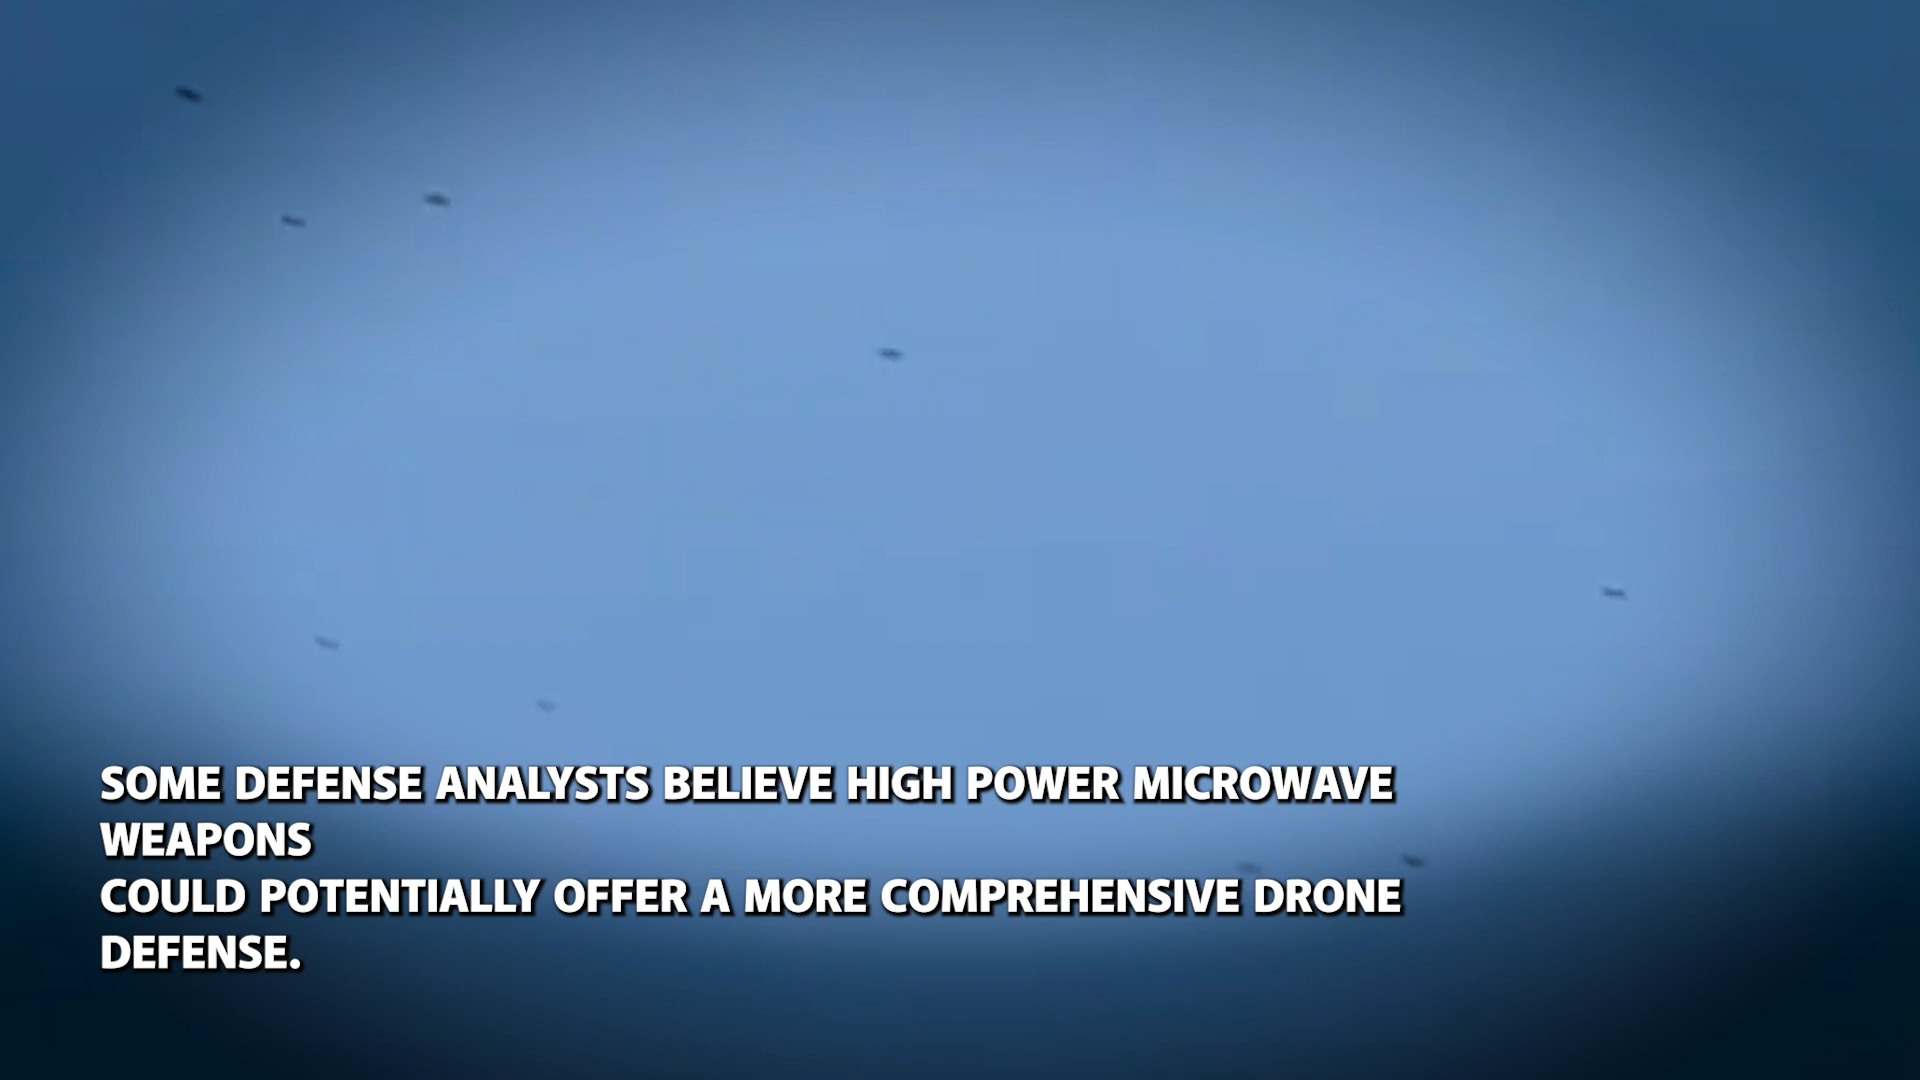 SOME DEFENSE ANALYSTS BELIEVE HIGH POWER MICROWAVE
WEAPONS
COULD POTENTIALLY OFFER A MORE COMPREHENSIVE DRONE
DEFENSE.